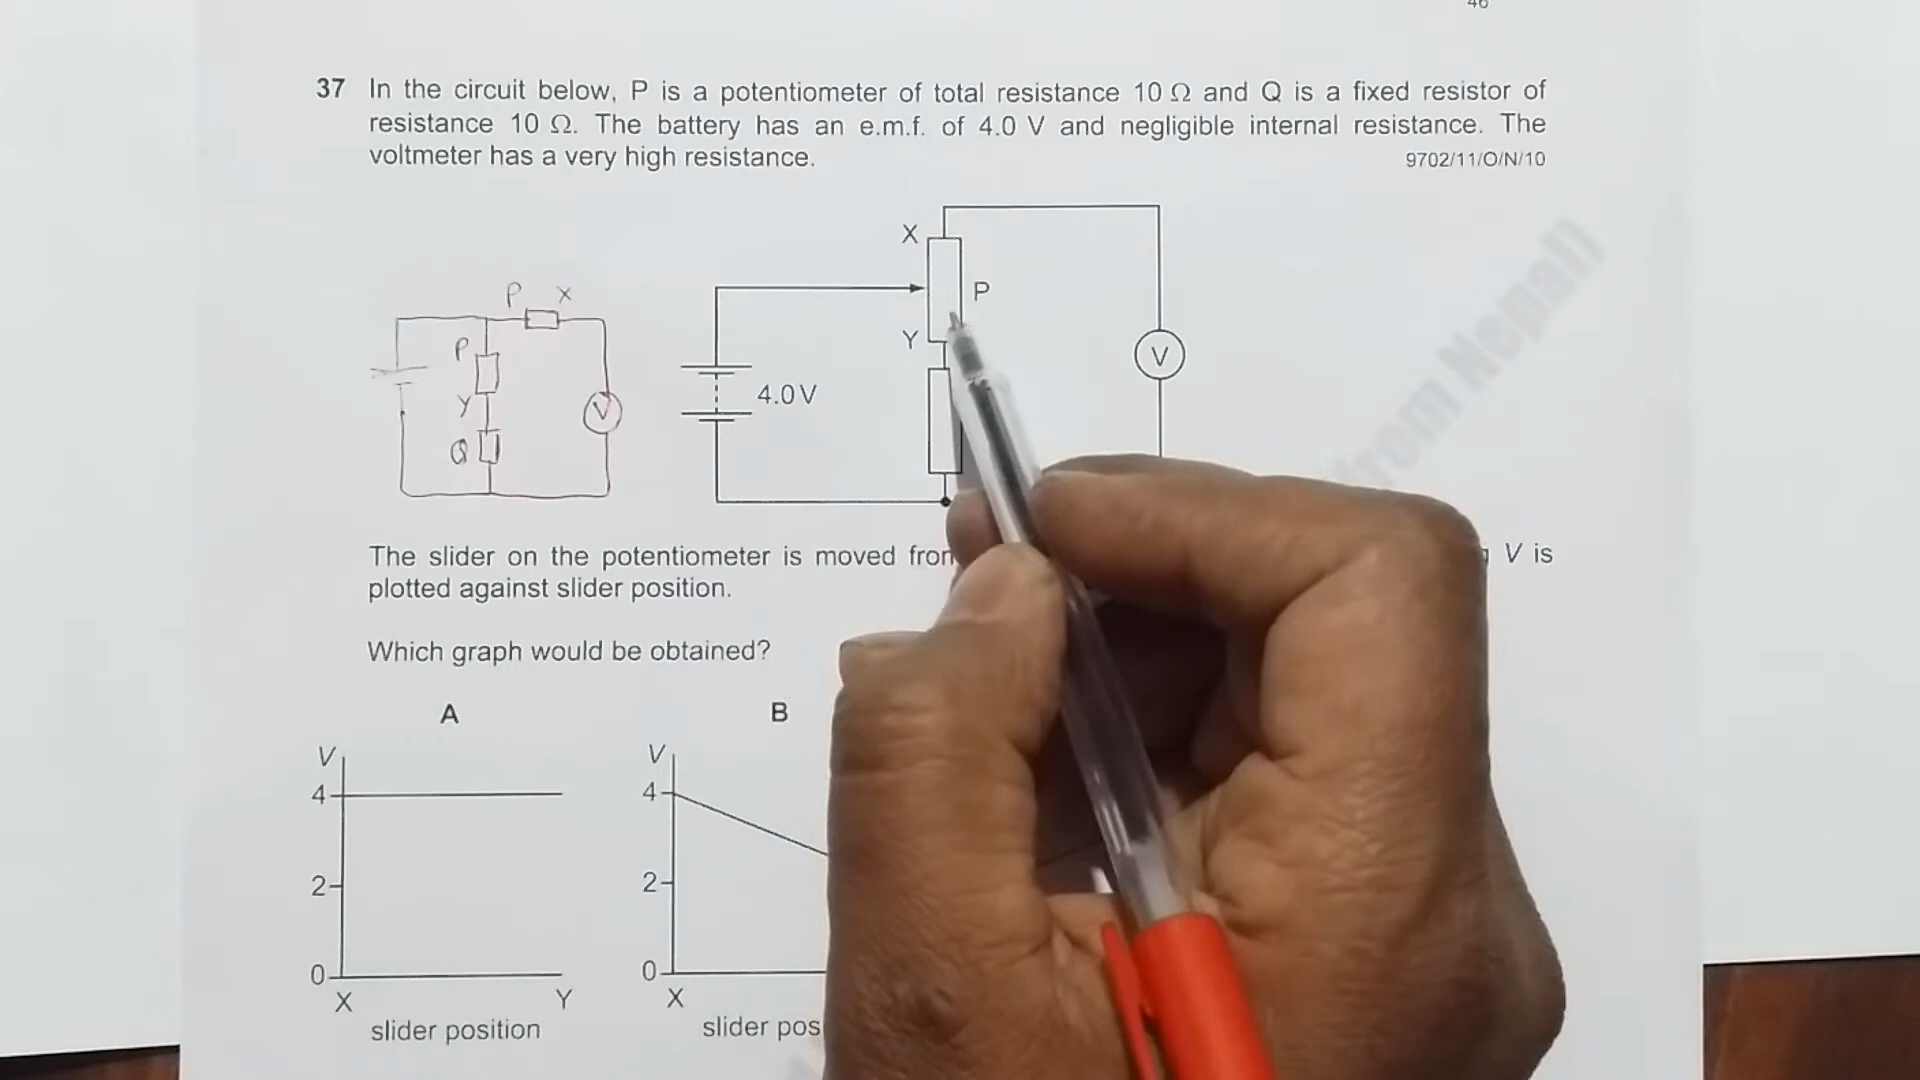 46
37 In the circuit below, P is a potentiometer of total resistance 10 Ω and Q is a fixed resistor of
resistance 10 Ω. The battery has an e.m.f. of 4.0 V and negligible internal resistance. The
voltmeter has a very high resistance. 9702/11/O/N/10
X
P
Y
V
4.0 V
P X
P
Y
Q
V
from Nepal
The slider on the potentiometer is moved V is
plotted against slider position.
Which graph would be obtained?
A B
V V
4 4
2 2
0 0
X Y X
slider position slider